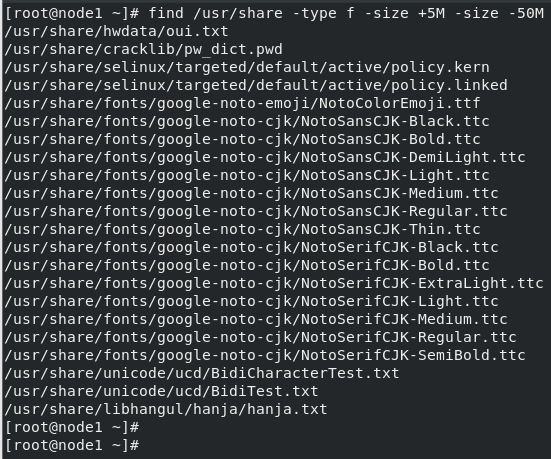 [root@node1 ~]# find /usr/share -type f -size +5M -size -50M
/usr/share/hwdata/oui.txt
/usr/share/cracklib/pw_dict.pwd
/usr/share/selinux/targeted/default/active/policy.kern
/usr/share/selinux/targeted/default/active/policy.linked
/usr/share/fonts/google-noto-emoji/NotoColorEmoji.ttf
/usr/share/fonts/google-noto-cjk/NotoSansCJK-Black.ttc
/usr/share/fonts/google-noto-cjk/NotoSansCJK-Bold.ttc
/usr/share/fonts/google-noto-cjk/NotoSansCJK-DemiLight.ttc
/usr/share/fonts/google-noto-cjk/NotoSansCJK-Light.ttc
/usr/share/fonts/google-noto-cjk/NotoSansCJK-Medium.ttc
/usr/share/fonts/google-noto-cjk/NotoSansCJK-Regular.ttc
/usr/share/fonts/google-noto-cjk/NotoSansCJK-Thin.ttc
/usr/share/fonts/google-noto-cjk/NotoSerifCJK-Black.ttc
/usr/share/fonts/google-noto-cjk/NotoSerifCJK-Bold.ttc
/usr/share/fonts/google-noto-cjk/NotoSerifCJK-ExtraLight.ttc
/usr/share/fonts/google-noto-cjk/NotoSerifCJK-Light.ttc
/usr/share/fonts/google-noto-cjk/NotoSerifCJK-Medium.ttc
/usr/share/fonts/google-noto-cjk/NotoSerifCJK-Regular.ttc
/usr/share/fonts/google-noto-cjk/NotoSerifCJK-SemiBold.ttc
/usr/share/unicode/ucd/BidiCharacterTest.txt
/usr/share/unicode/ucd/BidiTest.txt
/usr/share/libhangul/hanja/hanja.txt
[root@node1 ~]#
[root@node1 ~]#